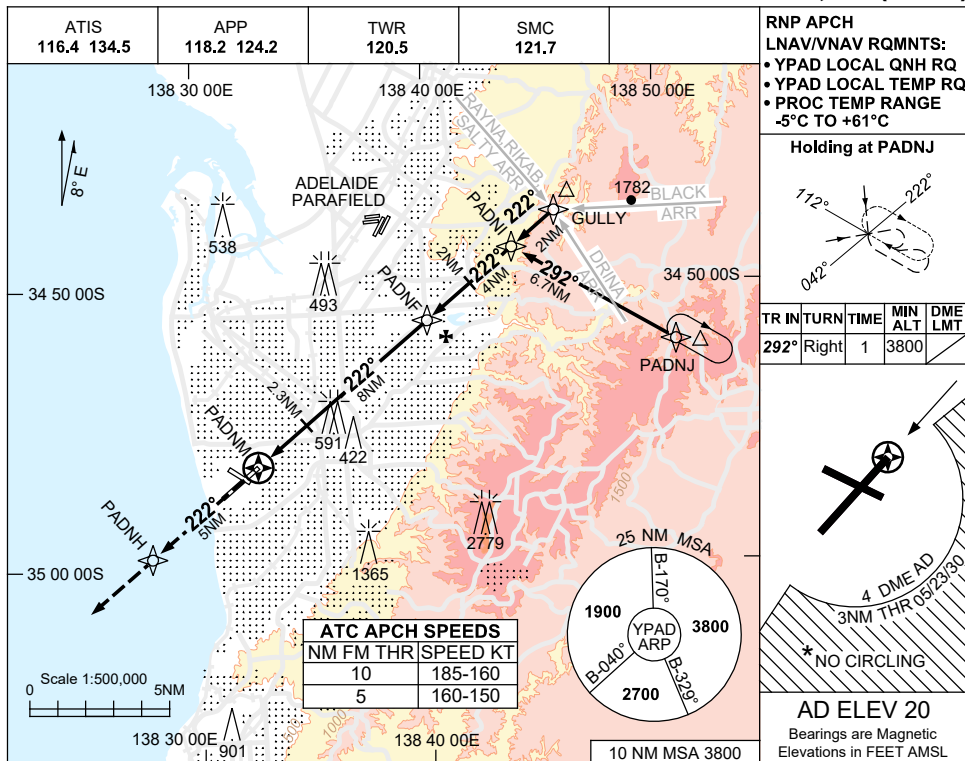 ATIS
116.4 134.5
APP
118.2 124.2
TWR
120.5
SMC
121.7
RNP APCH
LNAV/VNAV RQMNTS:
• YPAD LOCAL QNH RQ
• YPAD LOCAL TEMP RQ
• PROC TEMP RANGE
-5°C TO +61°C
138 30 00E
138 40 00E
138 50 00E
8° E
RAYVA, RIKAB,
SALTY ARR
ADELAIDE
PARAFIELD
538
493
1782
BLACK
ARR
GULLY
222°
2NM
PADNI
222°
2NM
4NM
292°
6.7NM
DRINA
ARR
PADNF
PADNJ
34 50 00S
34 50 00S
Holding at PADNJ
112°
222°
042°
TR IN
TURN
TIME
MIN
ALT
DME
LMT
292°
Right
1
3800
222°
8NM
2.3NM
591
422
PADNM
222°
5NM
PADNH
1500
2779
1365
35 00 00S
25 NM MSA
B-170°
1900
3800
YPAD
ARP
B-040°
B-329°
2700
ATC APCH SPEEDS
NM FM THR
SPEED KT
10
185-160
5
160-150
4 DME AD
3NM THR 05/23/30
*NO CIRCLING
Scale 1:500,000
0
5NM
901
500
1000
138 30 00E
138 40 00E
10 NM MSA 3800
AD ELEV 20
Bearings are Magnetic
Elevations in FEET AMSL